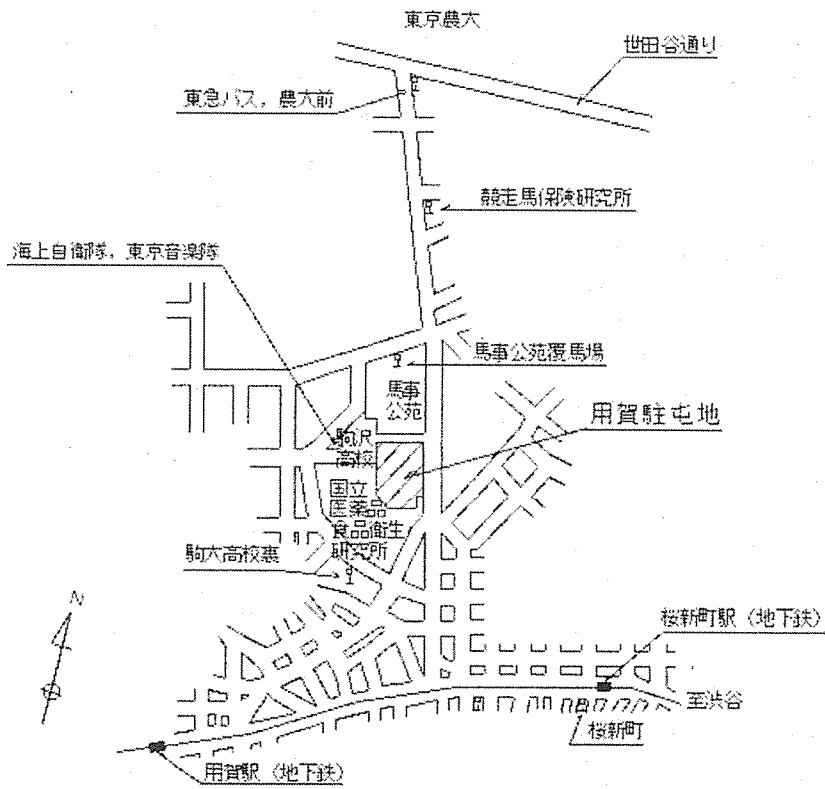 東京農大
世田谷通り
東急バス，農大前
競走馬保険研究所
海上自衛隊，東京音楽隊
馬事公苑覆馬場
馬事
公苑
用賀駐屯地
駒沢
高校
国立
医薬品
食品衛生
研究所
駒大高校裏
N
桜新町駅（地下鉄）
至渋谷
桜新町
用賀駅（地下鉄）